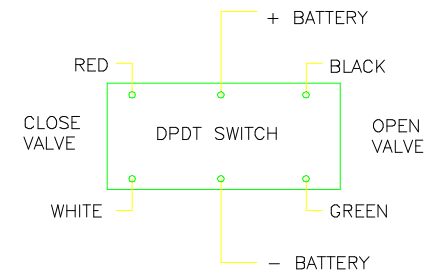 + BATTERY
RED
BLACK
CLOSE
VALVE
DPDT SWITCH
OPEN
VALVE
WHITE
GREEN
− BATTERY